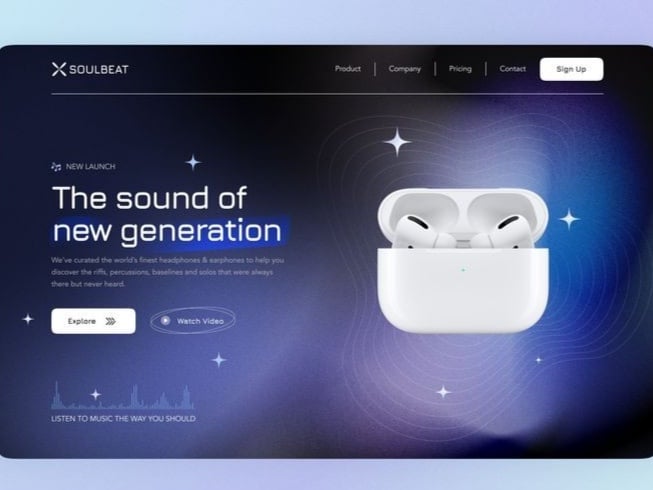 SOULBEAT
Product
Company
Pricing
Contact
Sign Up
NEW LAUNCH
The sound of
new generation
We've curated the world's finest headphones & earphones to help you
discover the riffs, percussions, baselines and solos that were always
there but never heard.
Explore
Watch Video
LISTEN TO MUSIC THE WAY YOU SHOULD